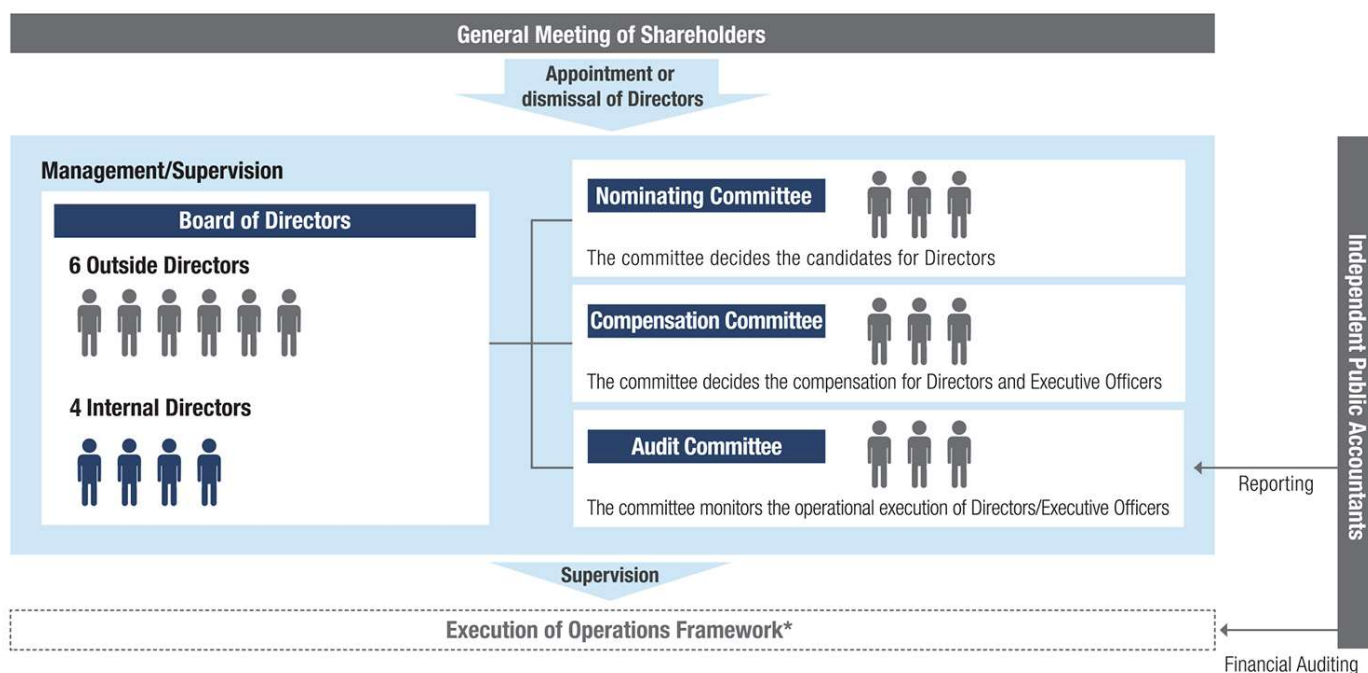 General Meeting of Shareholders
Appointment or
dismissal of Directors
Management/Supervision
Board of Directors
6 Outside Directors
4 Internal Directors
Nominating Committee
The committee decides the candidates for Directors
Compensation Committee
The committee decides the compensation for Directors and Executive Officers
Audit Committee
The committee monitors the operational execution of Directors/Executive Officers
Independent Public Accountants
Reporting
Supervision
Execution of Operations Framework*
Financial Auditing